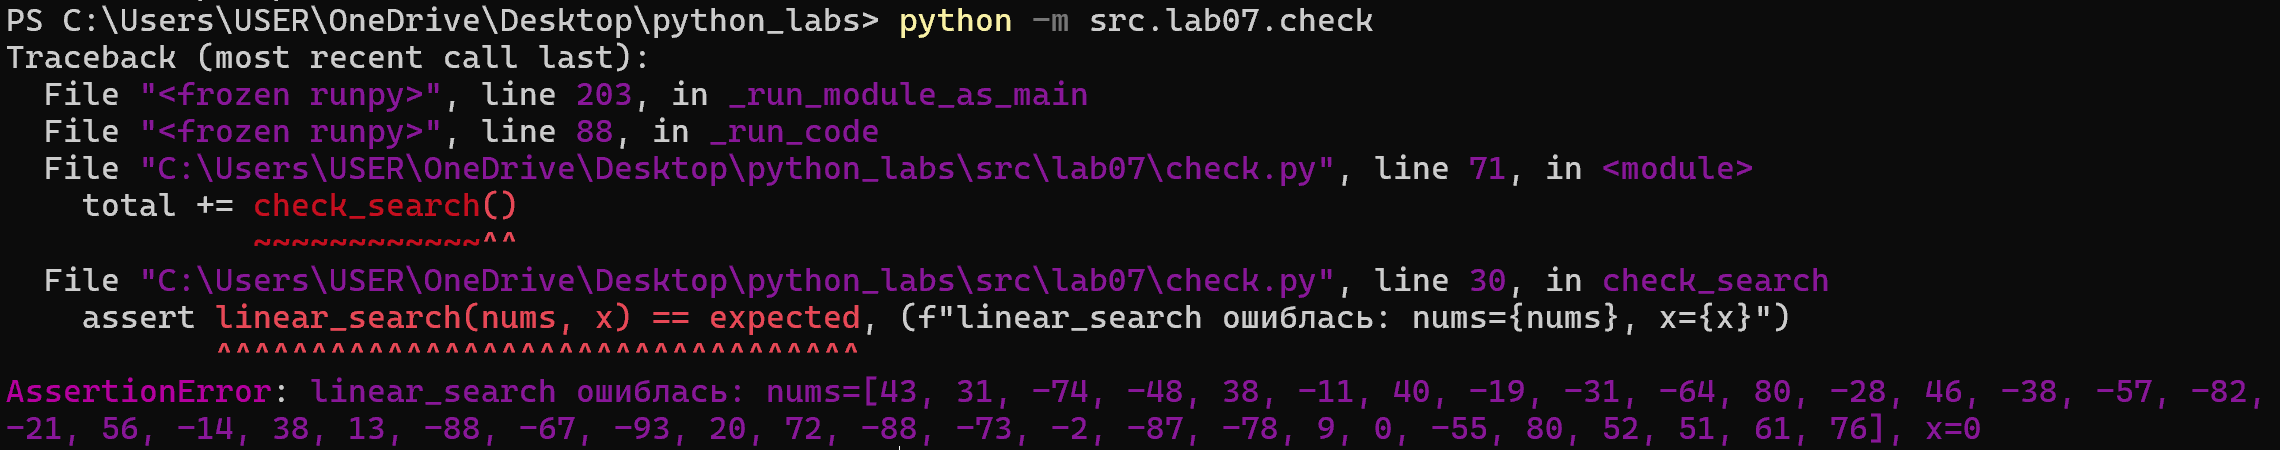 PS C:\Users\USER\OneDrive\Desktop\python_labs> python -m src.lab07.check
Traceback (most recent call last):
  File "<frozen runpy>", line 203, in _run_module_as_main
  File "<frozen runpy>", line 88, in _run_code
  File "C:\Users\USER\OneDrive\Desktop\python_labs\src\lab07\check.py", line 71, in <module>
    total += check_search()
             ~~~~~~~~~~~~^^
  File "C:\Users\USER\OneDrive\Desktop\python_labs\src\lab07\check.py", line 30, in check_search
    assert linear_search(nums, x) == expected, (f"linear_search ошиблась: nums={nums}, x={x}")
           ^^^^^^^^^^^^^^^^^^^^^^^^^^^^^^^^^^
AssertionError: linear_search ошиблась: nums=[43, 31, -74, -48, 38, -11, 40, -19, -31, -64, 80, -28, 46, -38, -57, -82,
-21, 56, -14, 38, 13, -88, -67, -93, 20, 72, -88, -73, -2, -87, -78, 9, 0, -55, 80, 52, 51, 61, 76], x=0